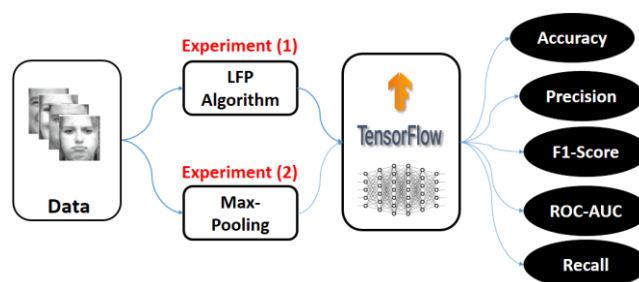 Experiment (1)
LFP
Algorithm
Experiment (2)
Max-
Pooling
Data
TensorFlow
Accuracy
Precision
F1-Score
ROC-AUC
Recall